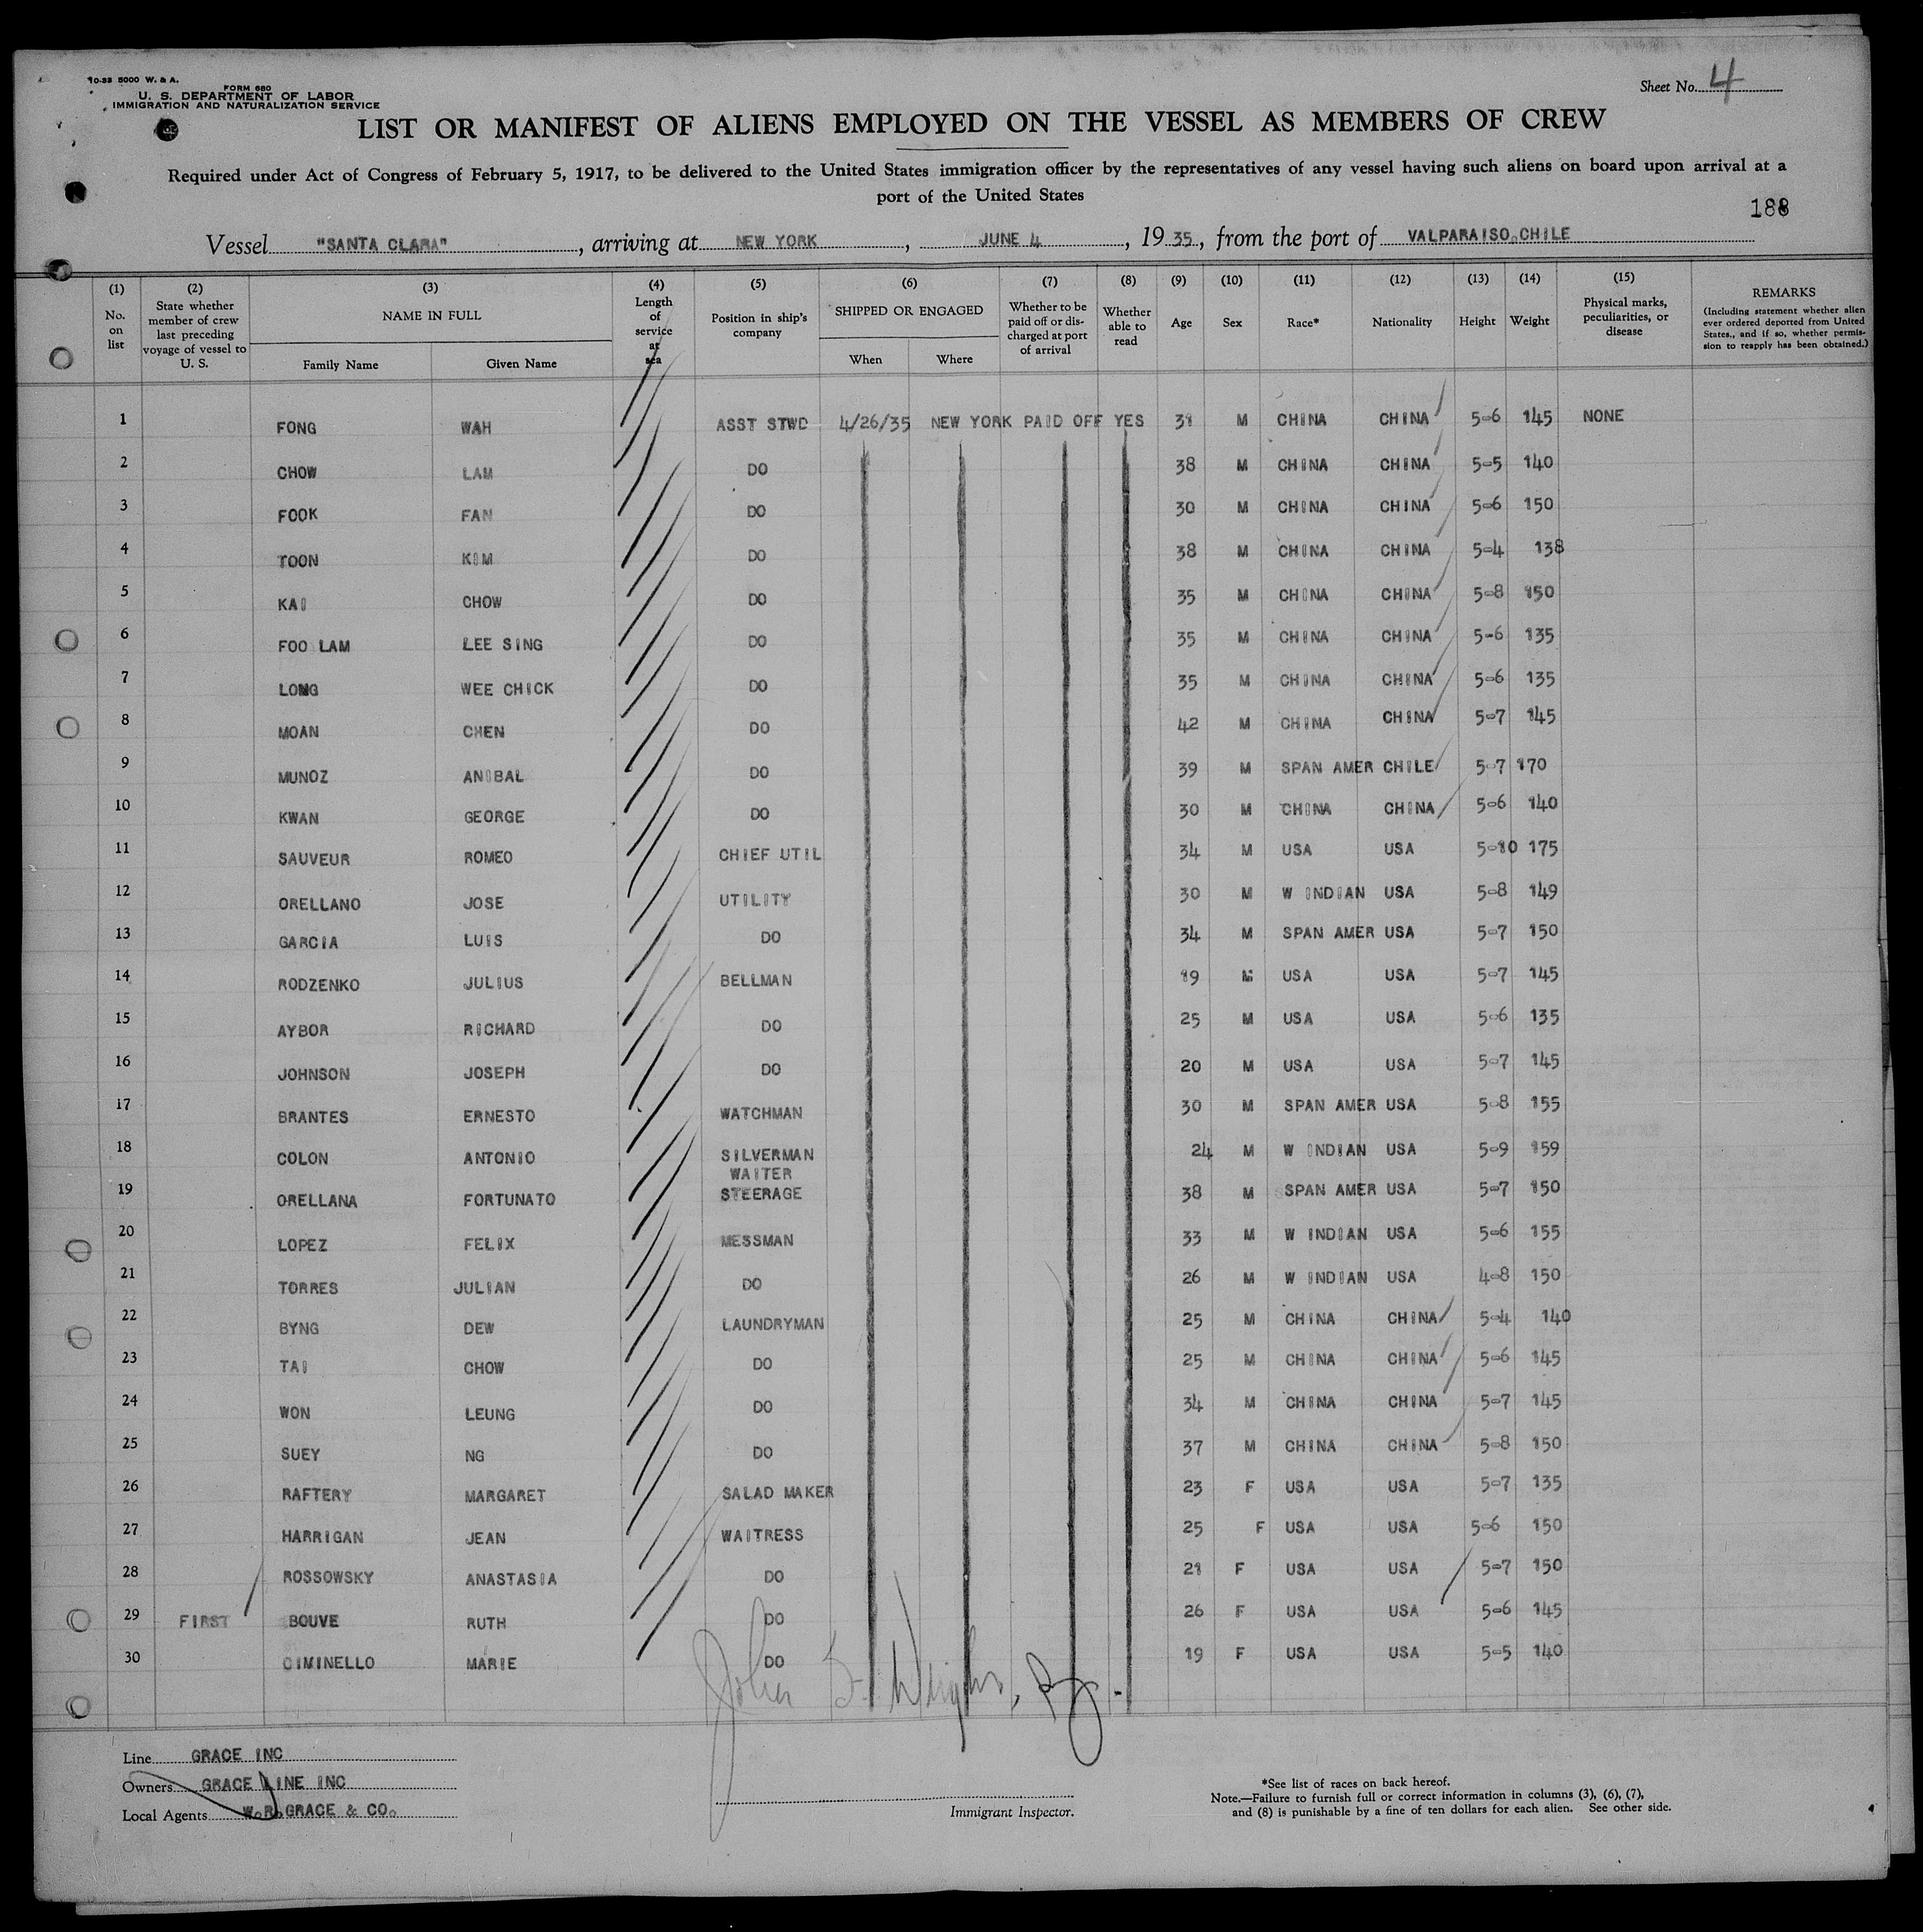 10-33 5000 W. & A.
FORM 680
U. S. DEPARTMENT OF LABOR
IMMIGRATION AND NATURALIZATION SERVICE
Sheet No. 4
LIST OR MANIFEST OF ALIENS EMPLOYED ON THE VESSEL AS MEMBERS OF CREW
Required under Act of Congress of February 5, 1917, to be delivered to the United States immigration officer by the representatives of any vessel having such aliens on board upon arrival at a
port of the United States
188
Vessel "SANTA CLARA", arriving at NEW YORK, JUNE 4, 1935, from the port of VALPARAISO.CHILE
(1) (2) (3) (4) (5) (6) (7) (8) (9) (10) (11) (12) (13) (14) (15)
No. on list
State whether member of crew last preceding voyage of vessel to U. S.
NAME IN FULL
Family Name
Given Name
Length of service at sea
Position in ship's company
SHIPPED OR ENGAGED
When
Where
Whether to be paid off or discharged at port of arrival
Whether able to read
Age
Sex
Race*
Nationality
Height
Weight
Physical marks, peculiarities, or disease
REMARKS
(Including statement whether alien ever ordered deported from United States, and if so, whether permission to reapply has been obtained.)
1 FONG WAH ASST STWD 4/26/35 NEW YORK PAID OFF YES 31 M CHINA CHINA 5-6 145 NONE
2 CHOW LAM DO 38 M CHINA CHINA 5-5 140
3 FOOK FAN DO 30 M CHINA CHINA 5-6 150
4 TOON KIM DO 38 M CHINA CHINA 5-4 138
5 KAI CHOW DO 35 M CHINA CHINA 5-8 150
6 FOO LAM LEE SING DO 35 M CHINA CHINA 5-6 135
7 LONG WEE CHICK DO 35 M CHINA CHINA 5-6 135
8 MOAN CHEN DO 42 M CHINA CHINA 5-7 145
9 MUNOZ ANIBAL DO 39 M SPAN AMER CHILE 5-7 170
10 KWAN GEORGE DO 30 M CHINA CHINA 5-6 140
11 SAUVEUR ROMEO CHIEF UTIL 34 M USA USA 5-10 175
12 ORELLANO JOSE UTILITY 30 M W INDIAN USA 5-8 149
13 GARCIA LUIS DO 34 M SPAN AMER USA 5-7 150
14 RODZENKO JULIUS BELLMAN 19 M USA USA 5-7 145
15 AYBOR RICHARD DO 25 M USA USA 5-6 135
16 JOHNSON JOSEPH DO 20 M USA USA 5-7 145
17 BRANTES ERNESTO WATCHMAN 30 M SPAN AMER USA 5-8 155
18 COLON ANTONIO SILVERMAN 24 M W INDIAN USA 5-9 159
WAITER
19 ORELLANA FORTUNATO STEERAGE 38 M SPAN AMER USA 5-7 150
20 LOPEZ FELIX MESSMAN 33 M W INDIAN USA 5-6 155
21 TORRES JULIAN DO 26 M W INDIAN USA 4-8 150
22 BYNG DEW LAUNDRYMAN 25 M CHINA CHINA 5-4 140
23 TAI CHOW DO 25 M CHINA CHINA 5-6 145
24 WON LEUNG DO 34 M CHINA CHINA 5-7 145
25 SUEY NG DO 37 M CHINA CHINA 5-8 150
26 RAFTERY MARGARET SALAD MAKER 23 F USA USA 5-7 135
27 HARRIGAN JEAN WAITRESS 25 F USA USA 5-6 150
28 ROSSOWSKY ANASTASIA DO 21 F USA USA 5-7 150
29 FIRST BOUVE RUTH DO 26 F USA USA 5-6 145
30 CIMINELLO MARIE DO 19 F USA USA 5-5 140
John
Line GRACE INC
Owners GRACE LINE INC
Local Agents W.R.GRACE & CO.
Immigrant Inspector.
*See list of races on back hereof.
Note.—Failure to furnish full or correct information in columns (3), (6), (7),
and (8) is punishable by a fine of ten dollars for each alien. See other side.